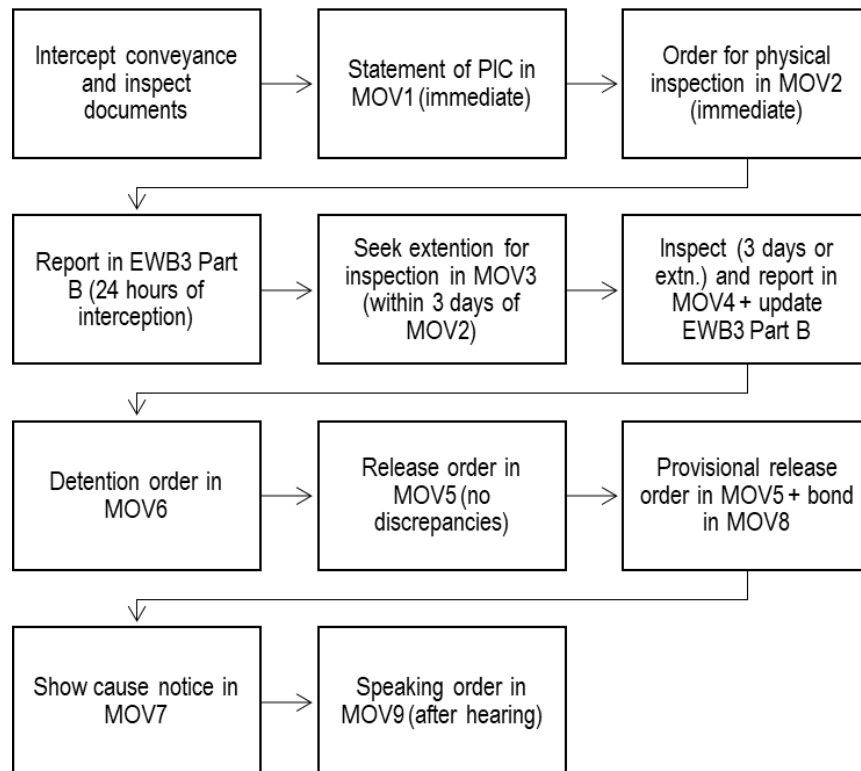 Intercept conveyance
and inspect
documents
Statement of PIC in
MOV1 (immediate)
Order for physical
inspection in MOV2
(immediate)
Report in EWB3 Part
B (24 hours of
interception)
Seek extention for
inspection in MOV3
(within 3 days of
MOV2)
Inspect (3 days or
extn.) and report in
MOV4 + update
EWB3 Part B
Detention order in
MOV6
Release order in
MOV5 (no
discrepancies)
Provisional release
order in MOV5 + bond
in MOV8
Show cause notice in
MOV7
Speaking order in
MOV9 (after hearing)